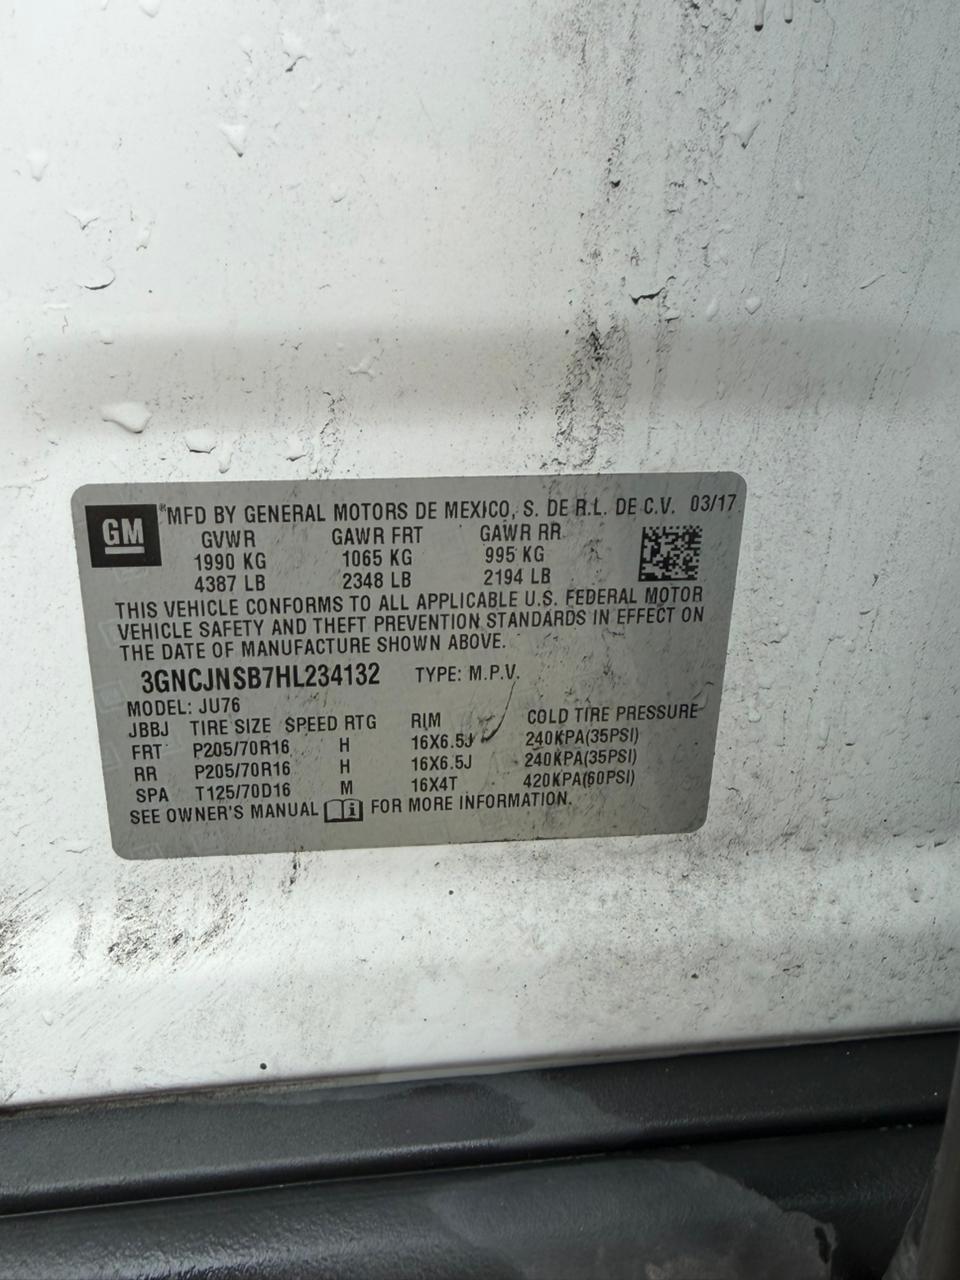 GM
®MFD BY GENERAL MOTORS DE MEXICO, S. DE R.L. DE C.V. 03/17
GVWR GAWR FRT GAWR RR
1990 KG 1065 KG 995 KG
4387 LB 2348 LB 2194 LB
THIS VEHICLE CONFORMS TO ALL APPLICABLE U.S. FEDERAL MOTOR
VEHICLE SAFETY AND THEFT PREVENTION STANDARDS IN EFFECT ON
THE DATE OF MANUFACTURE SHOWN ABOVE.
3GNCJNSB7HL234132 TYPE: M.P.V.
MODEL: JU76
JBBJ TIRE SIZE SPEED RTG RIM COLD TIRE PRESSURE
FRT P205/70R16 H 16X6.5J 240KPA(35PSI)
RR P205/70R16 H 16X6.5J 240KPA(35PSI)
SPA T125/70D16 M 16X4T 420KPA(60PSI)
SEE OWNER'S MANUAL FOR MORE INFORMATION.